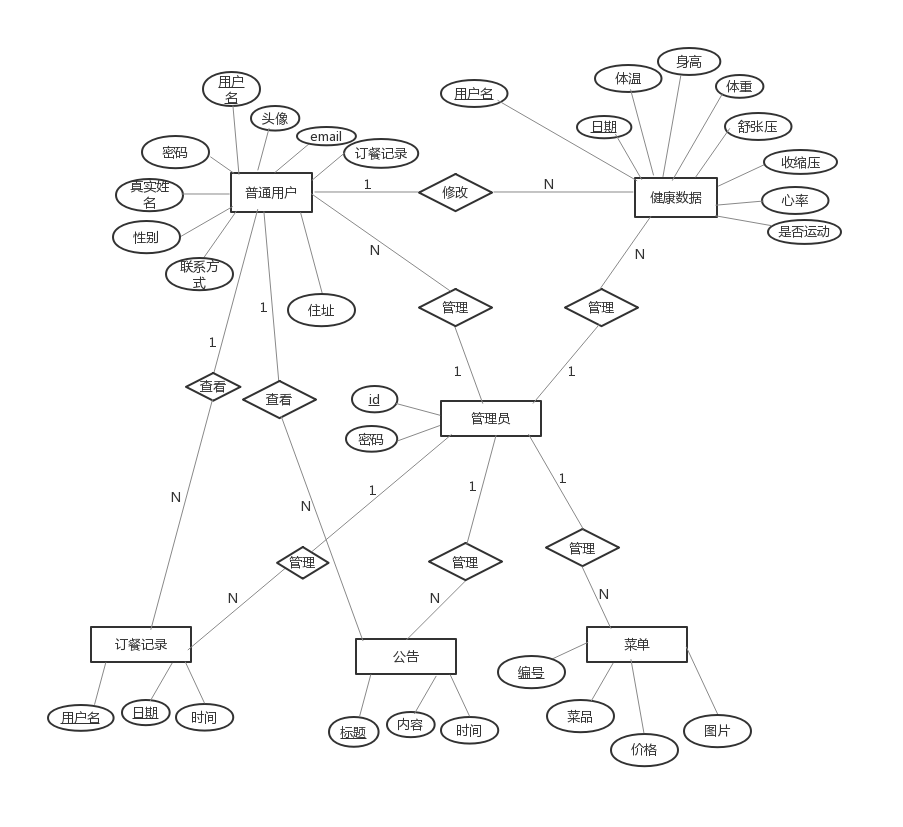 用户
名
头像
email
订餐记录
密码
真实姓
名
性别
联系方
式
住址
普通用户
1
修改
N
用户名
体温
身高
体重
日期
舒张压
收缩压
心率
是否运动
健康数据
N
管理
1
N
管理
1
1
查看
N
1
查看
N
id
密码
管理员
1
管理
N
1
管理
N
1
管理
N
订餐记录
用户名
日期
时间
公告
标题
内容
时间
菜单
编号
菜品
价格
图片